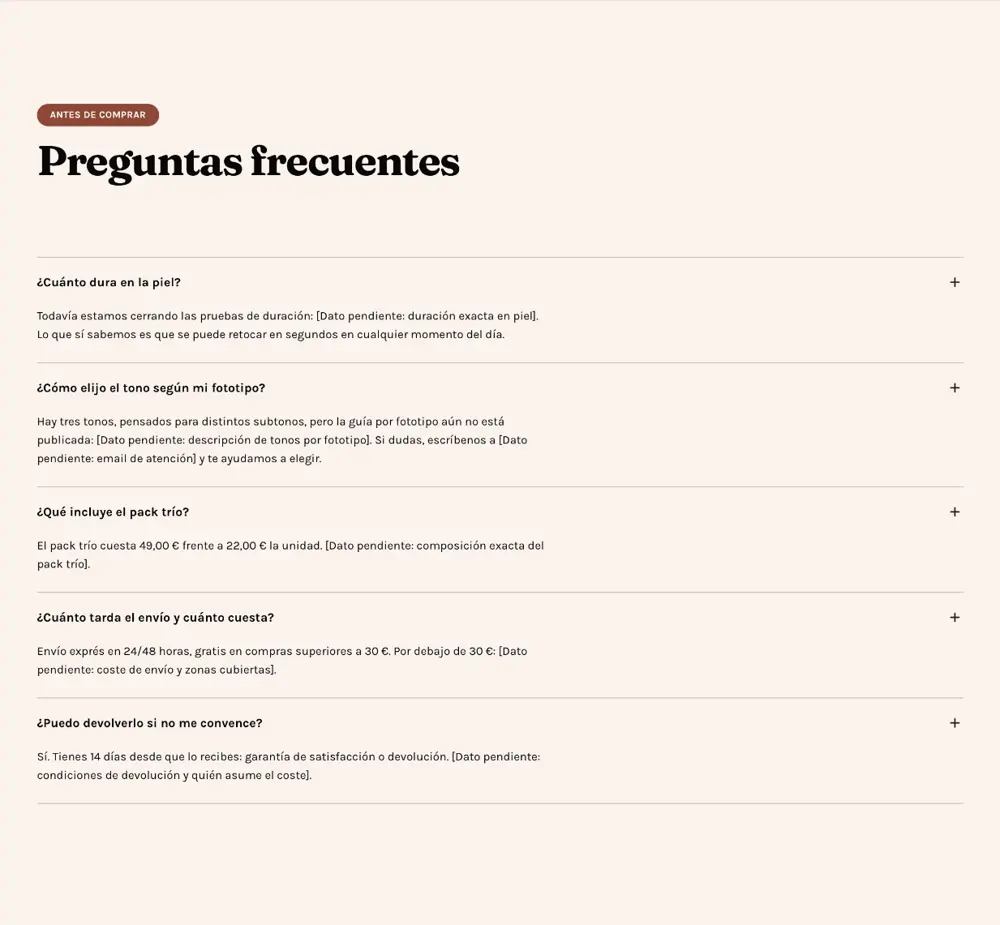 ANTES DE COMPRAR
Preguntas frecuentes
¿Cuánto dura en la piel?
Todavía estamos cerrando las pruebas de duración: [Dato pendiente: duración exacta en piel].
Lo que sí sabemos es que se puede retocar en segundos en cualquier momento del día.
¿Cómo elijo el tono según mi fototipo?
Hay tres tonos, pensados para distintos subtonos, pero la guía por fototipo aún no está
publicada: [Dato pendiente: descripción de tonos por fototipo]. Si dudas, escríbenos a [Dato
pendiente: email de atención] y te ayudamos a elegir.
¿Qué incluye el pack trío?
El pack trío cuesta 49,00 € frente a 22,00 € la unidad. [Dato pendiente: composición exacta del
pack trío].
¿Cuánto tarda el envío y cuánto cuesta?
Envío exprés en 24/48 horas, gratis en compras superiores a 30 €. Por debajo de 30 €: [Dato
pendiente: coste de envío y zonas cubiertas].
¿Puedo devolverlo si no me convence?
Sí. Tienes 14 días desde que lo recibes: garantía de satisfacción o devolución. [Dato pendiente:
condiciones de devolución y quién asume el coste].